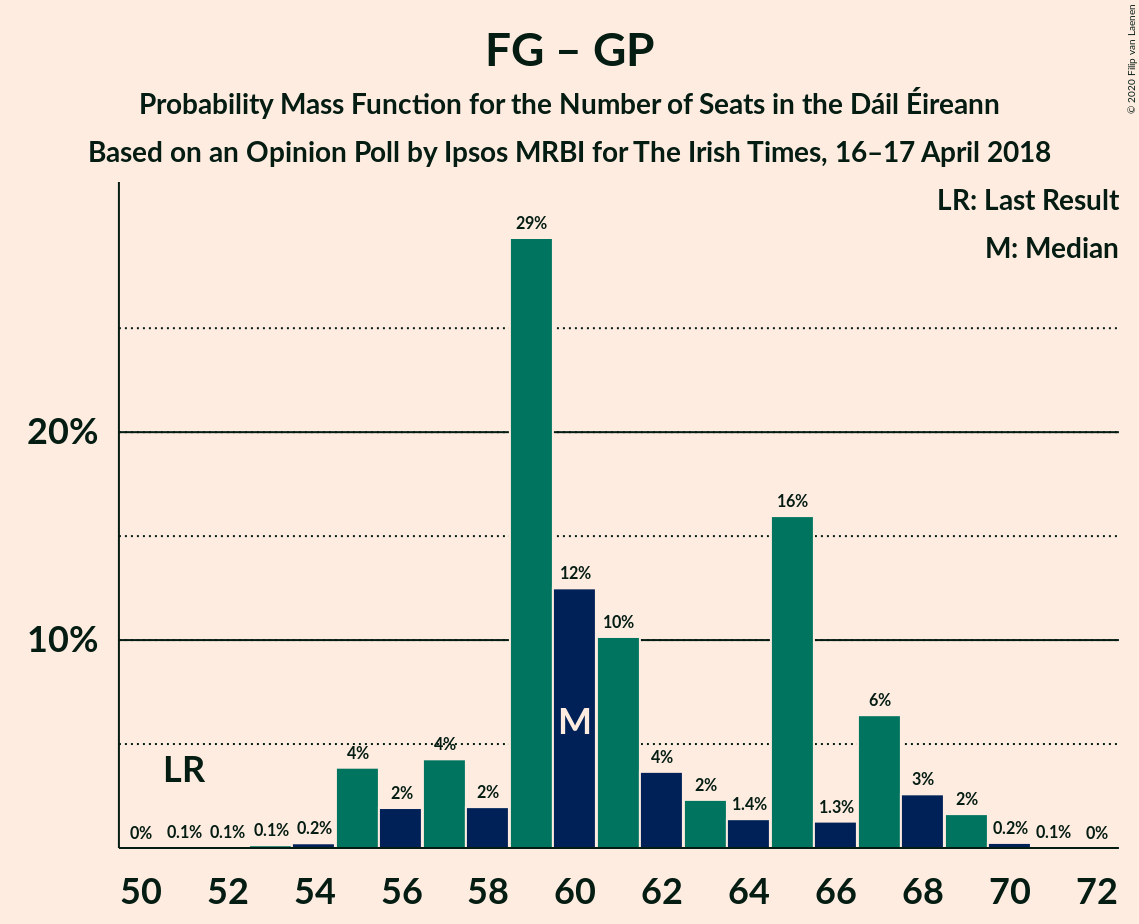 FG – GP
Probability Mass Function for the Number of Seats in the Dáil Éireann
Based on an Opinion Poll by Ipsos MRBI for The Irish Times, 16–17 April 2018
© 2020 Filip van Laenen
LR: Last Result
M: Median
20%
10%
LR
M
0%
0.1%
0.1%
0.1%
0.2%
4%
2%
4%
2%
29%
12%
10%
4%
2%
1.4%
16%
1.3%
6%
3%
2%
0.2%
0.1%
0%
50 52 54 56 58 60 62 64 66 68 70 72